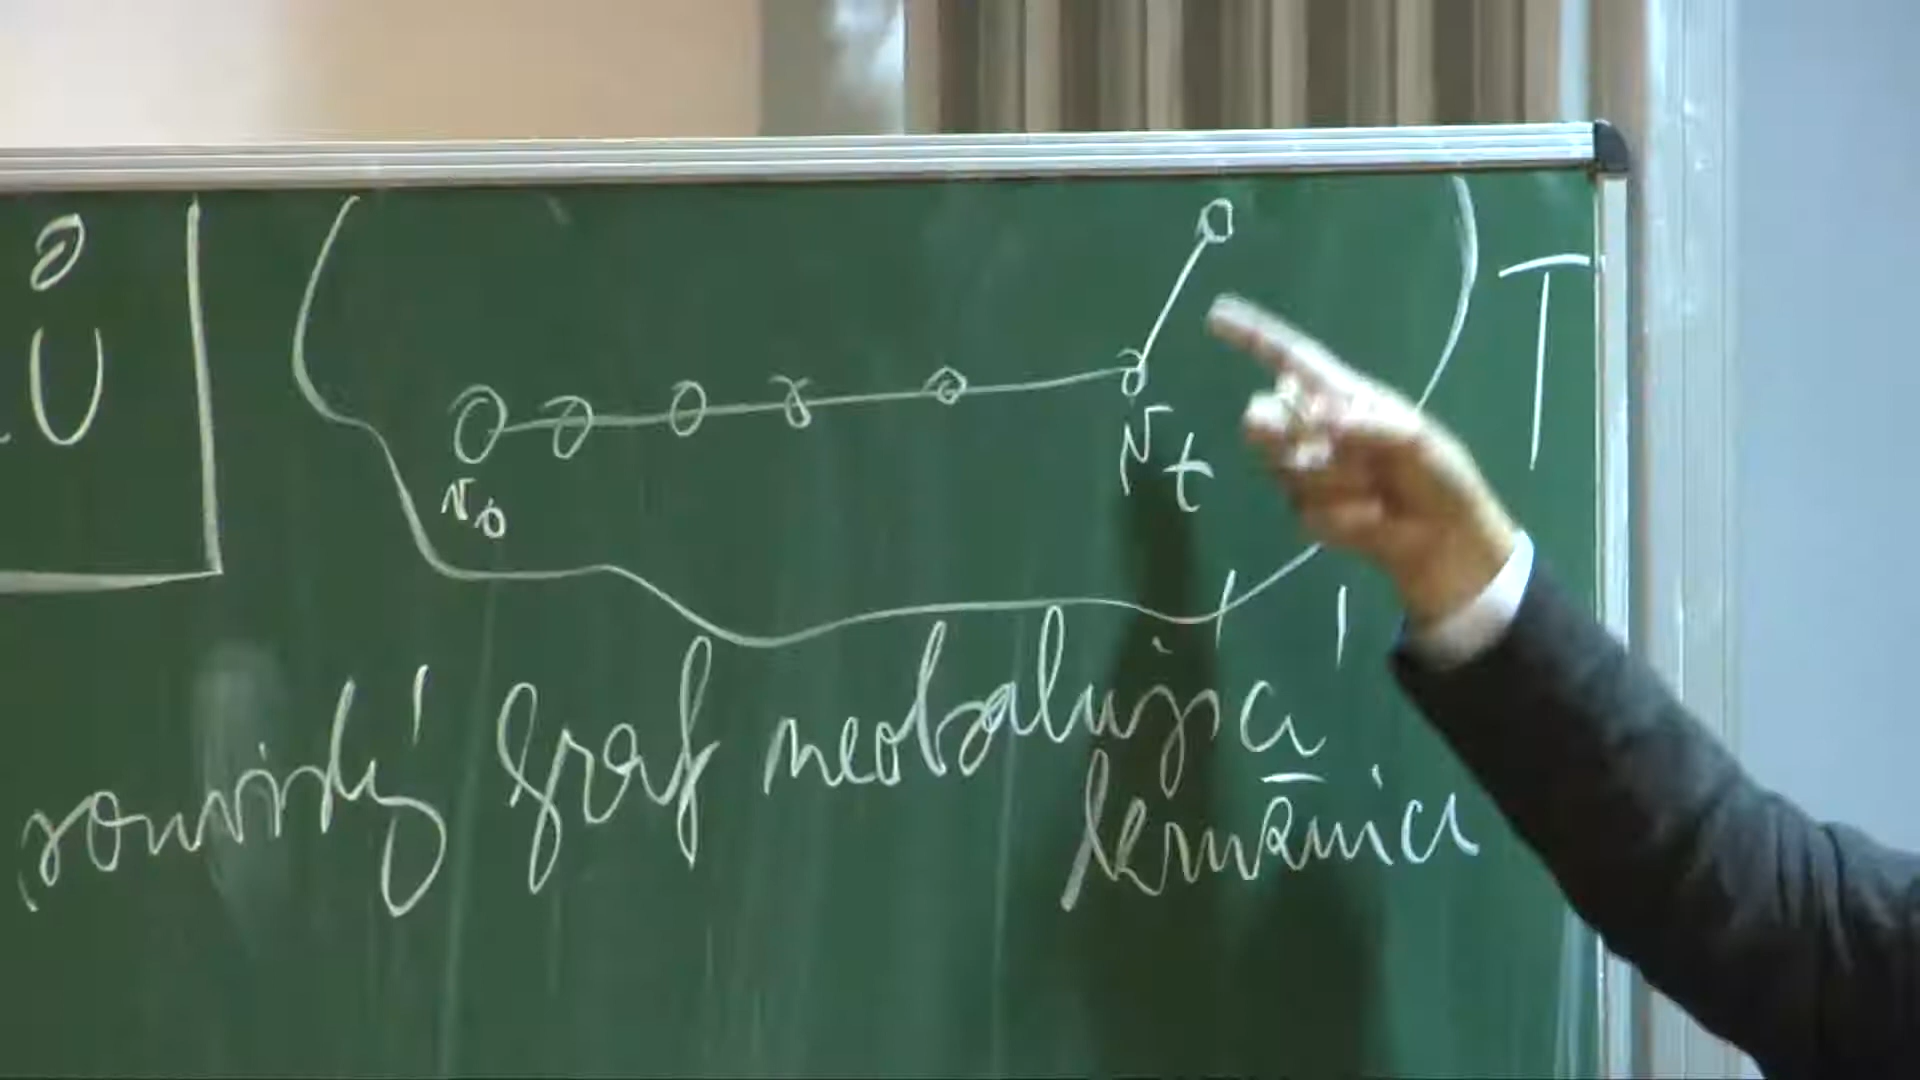 Ů
T
v₀
v_t
souvislý graf neobsahující
kružnici